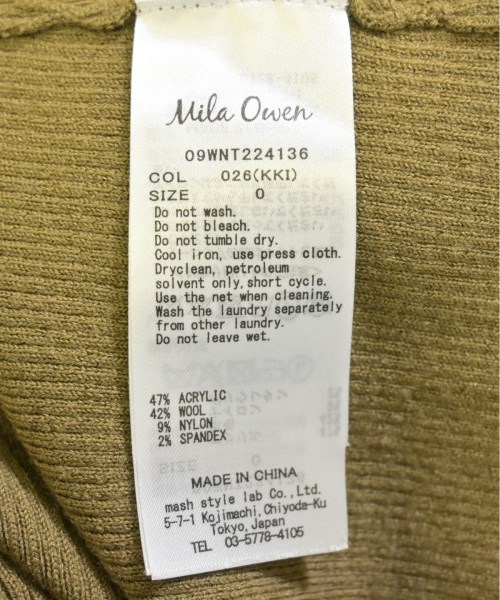 Mila Owen
09WNT224136
COL 026(KKI)
SIZE 0
Do not wash.
Do not bleach.
Do not tumble dry.
Cool iron, use press cloth.
Dryclean, petroleum
solvent only, short cycle.
Use the net when cleaning.
Wash the laundry separately
from other laundry.
Do not leave wet.
47% ACRYLIC
42% WOOL
9% NYLON
2% SPANDEX
MADE IN CHINA
mash style lab Co., Ltd.
5-7-1 Kojimachi, Chiyoda-Ku
Tokyo, Japan
TEL 03-5778-4105